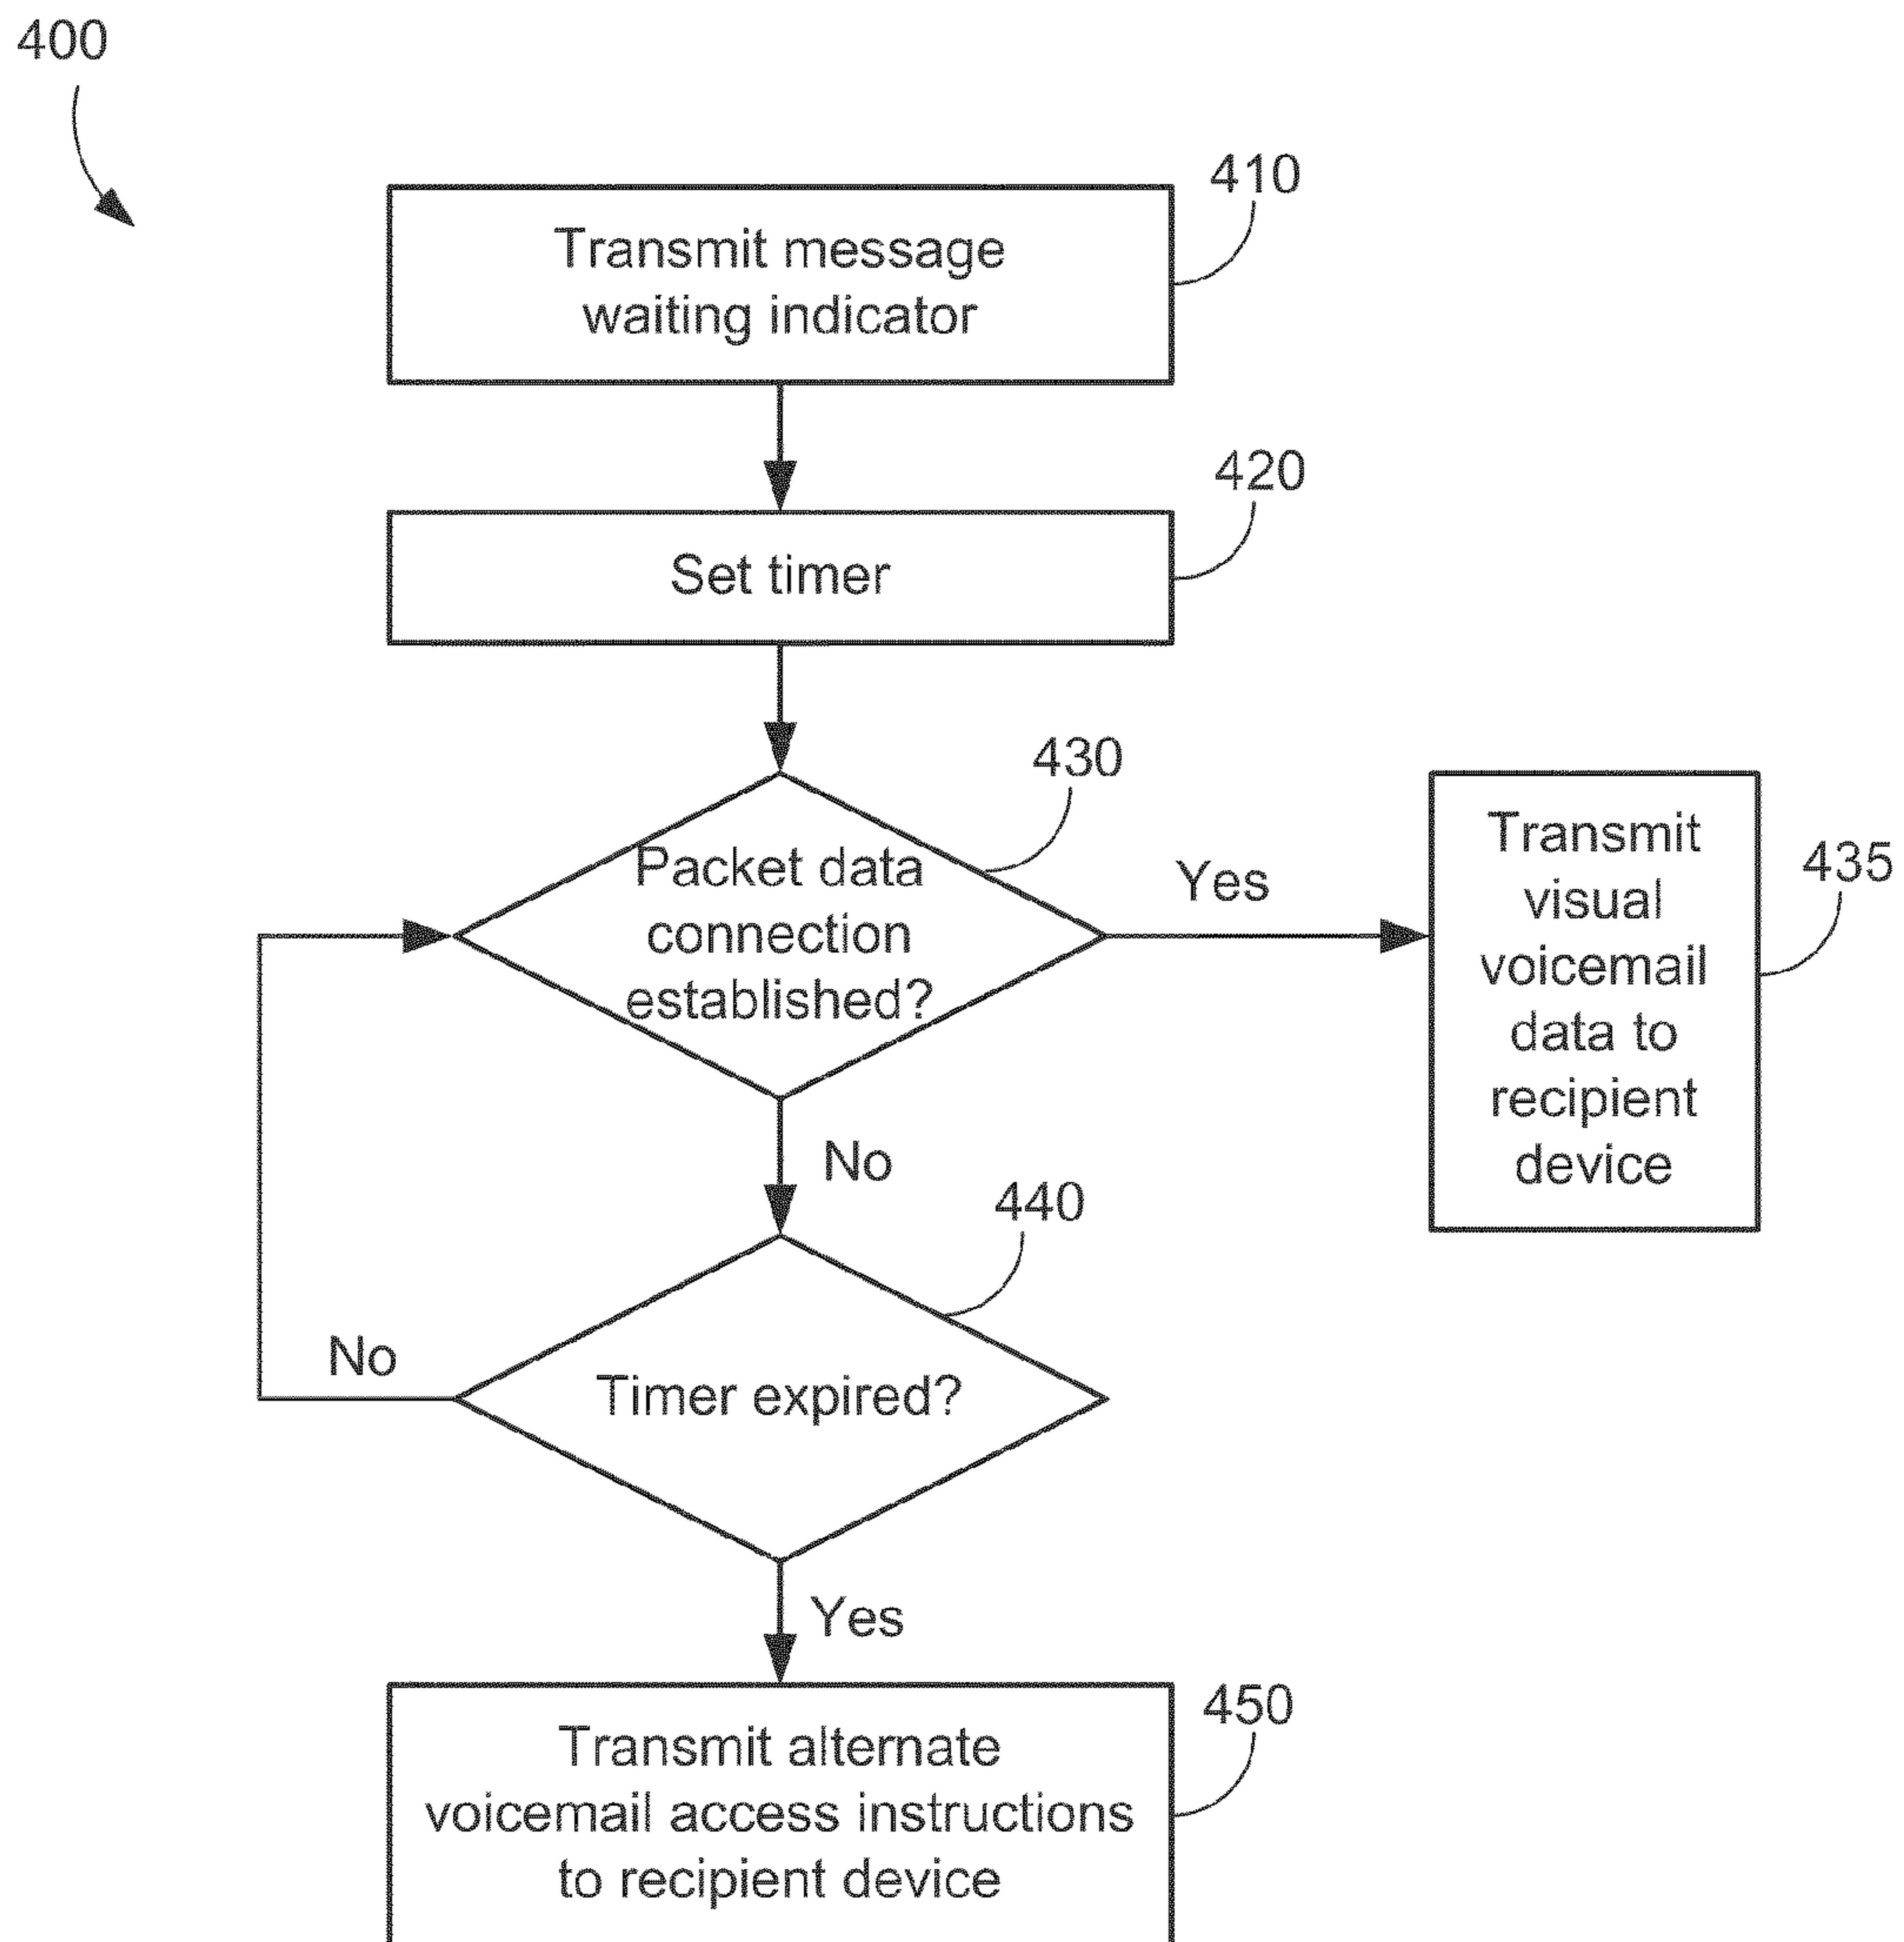 400
410
Transmit message
waiting indicator
420
Set timer
430
Packet data
connection
established?
Yes
Transmit
visual
voicemail
data to
recipient
device
435
No
440
Timer expired?
No
Yes
450
Transmit alternate
voicemail access instructions
to recipient device